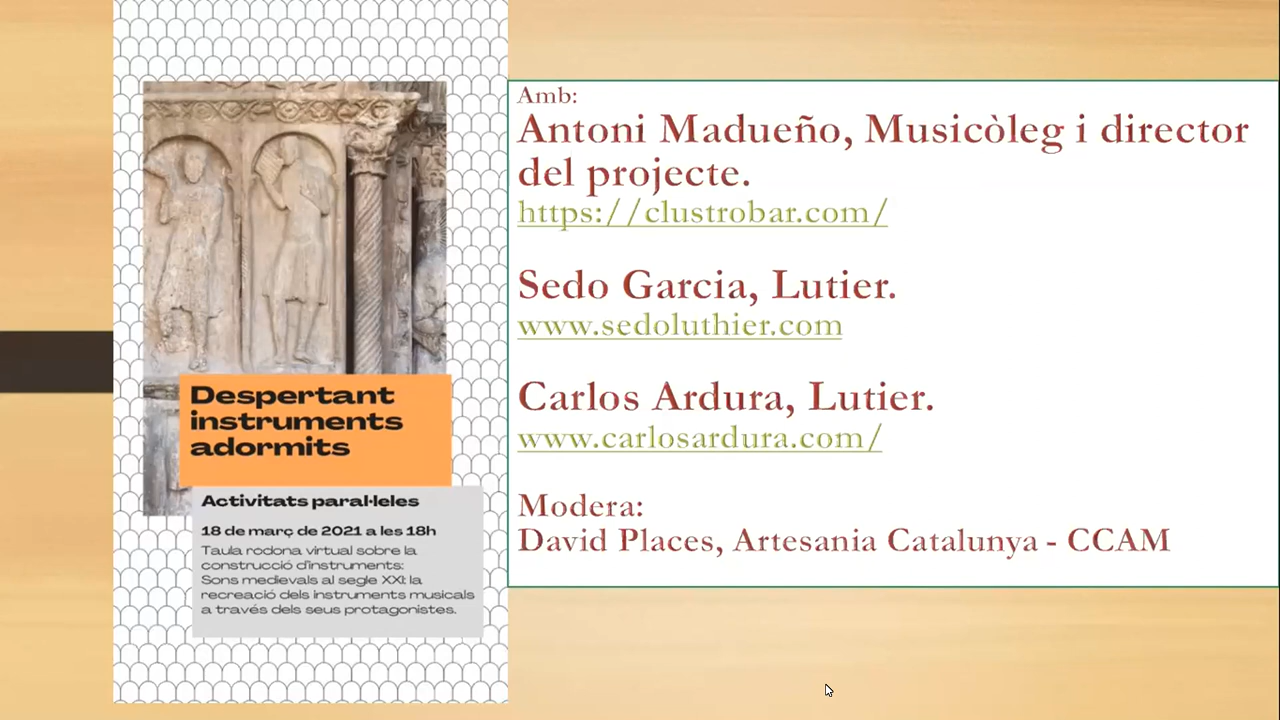 Despertant
instruments
adormits
Activitats paral·leles
18 de març de 2021 a les 18h
Taula rodona virtual sobre la
construcció d'instruments:
Sons medievals al segle XXI: la
recreació dels instruments musicals
a través dels seus protagonistes.
Amb:
Antoni Madueño, Musicòleg i director
del projecte.
https://clustrobar.com/
Sedo Garcia, Lutier.
www.sedoluthier.com
Carlos Ardura, Lutier.
www.carlosardura.com/
Modera:
David Places, Artesania Catalunya - CCAM